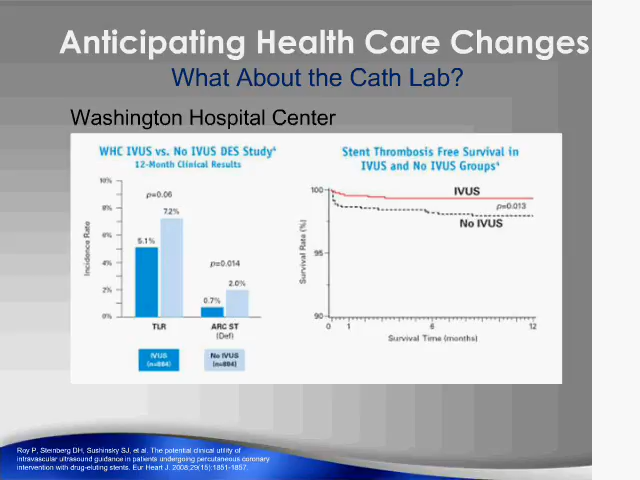 Anticipating Health Care Changes
What About the Cath Lab?
Washington Hospital Center
WHC IVUS vs. No IVUS DES Study⁴
12-Month Clinical Results
Incidence Rate
10%
8%
6%
4%
2%
0%
p=0.06
5.1%
7.2%
p=0.014
0.7%
2.0%
TLR
ARC ST
(Def)
IVUS
(n=884)
No IVUS
(n=884)
Stent Thrombosis Free Survival in
IVUS and No IVUS Groups⁴
Survival Rate (%)
100
95
90
IVUS
p=0.013
No IVUS
0 1 6 12
Survival Time (months)
Roy P, Steinberg DH, Sushinsky SJ, et al. The potential clinical utility of
intravascular ultrasound guidance in patients undergoing percutaneous coronary
intervention with drug-eluting stents. Eur Heart J. 2008;29(15):1851-1857.